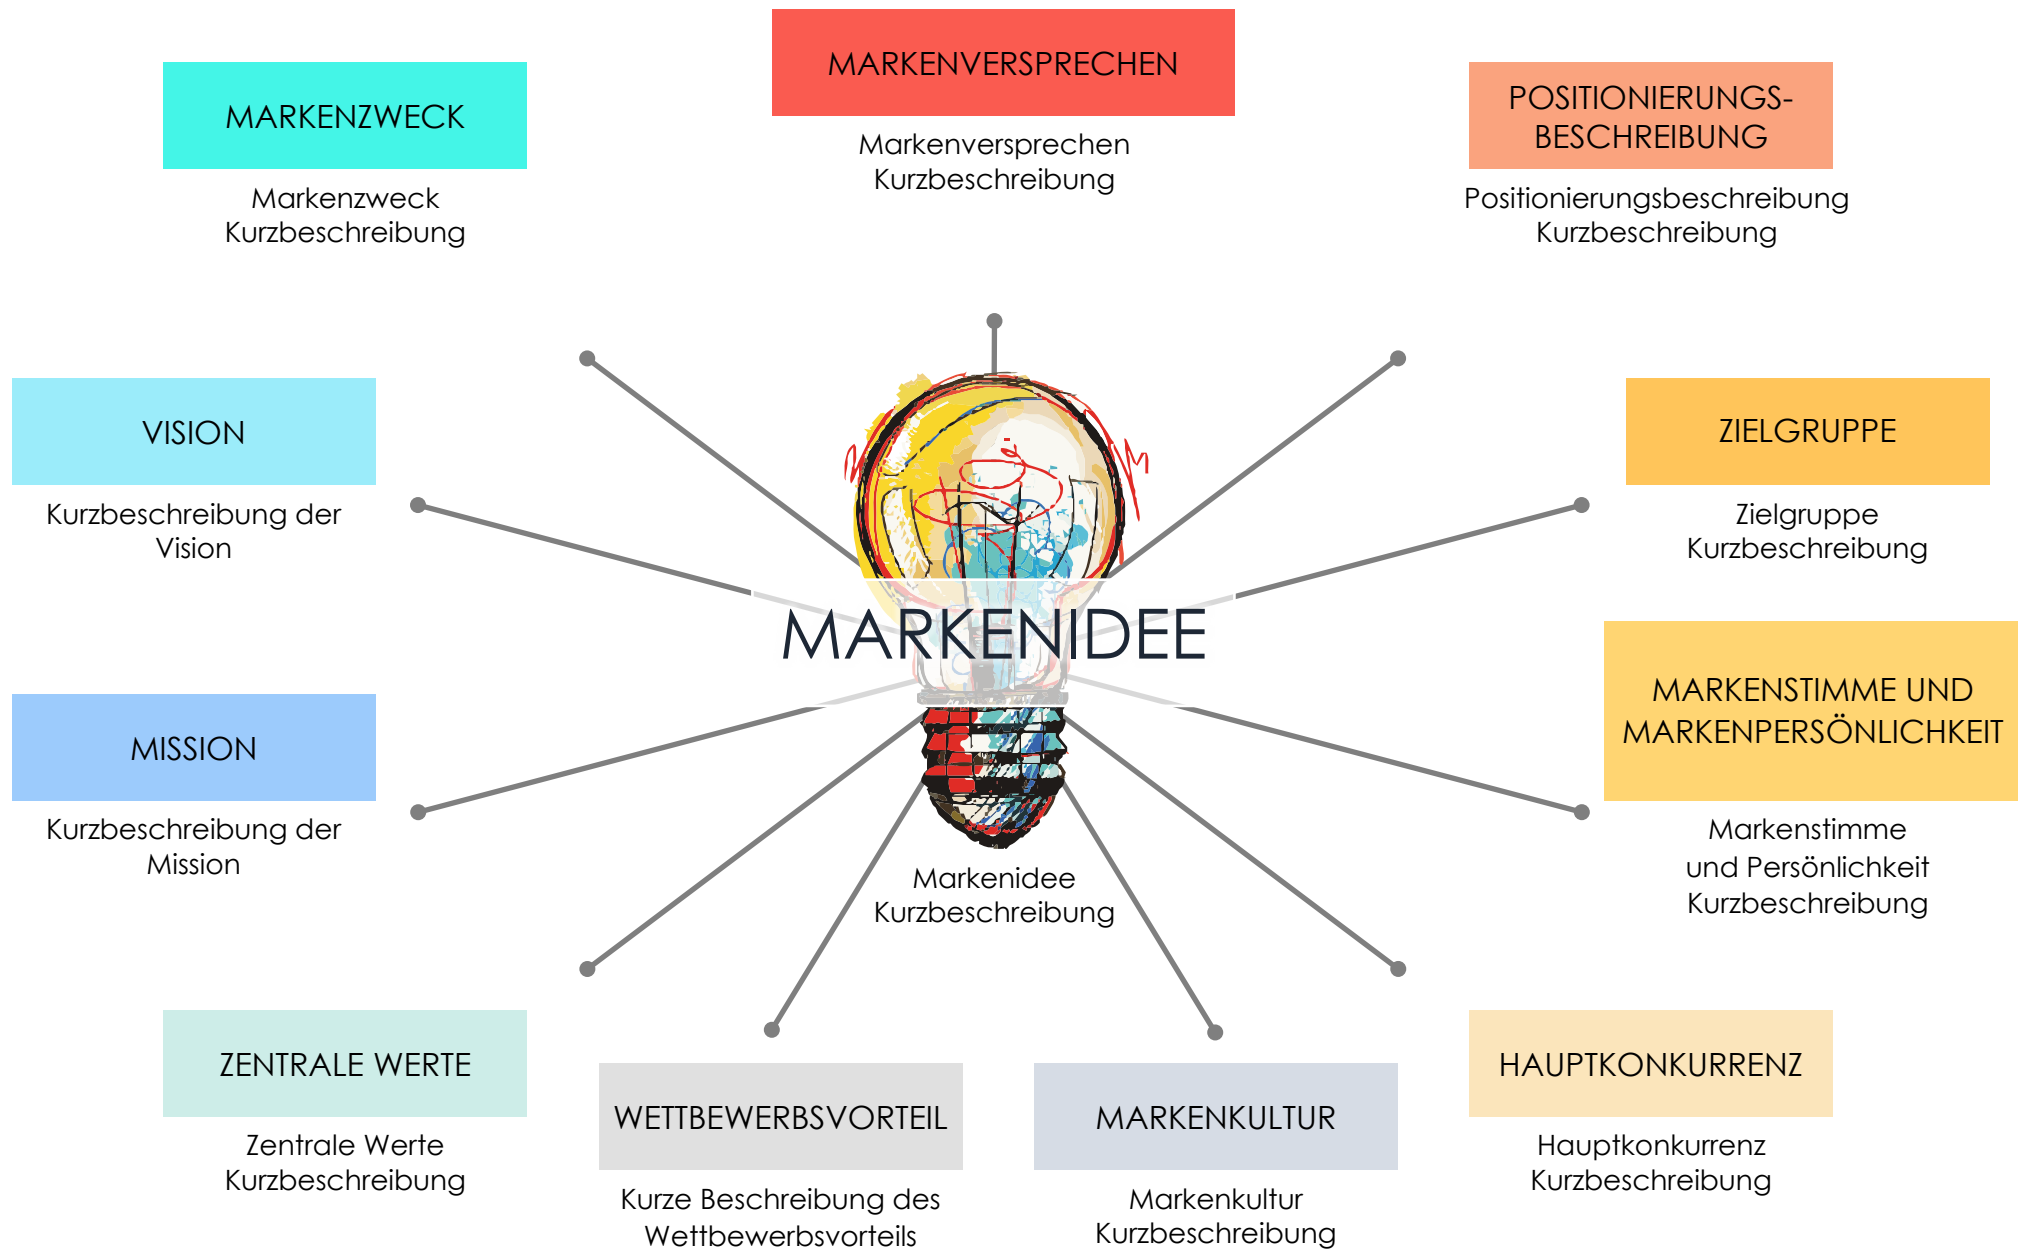 MARKENVERSPRECHEN
Markenversprechen
Kurzbeschreibung
MARKENZWECK
Markenzweck
Kurzbeschreibung
POSITIONIERUNGS-
BESCHREIBUNG
Positionierungsbeschreibung
Kurzbeschreibung
VISION
Kurzbeschreibung der
Vision
ZIELGRUPPE
Zielgruppe
Kurzbeschreibung
MARKENIDEE
Markenidee
Kurzbeschreibung
MISSION
Kurzbeschreibung der
Mission
MARKENSTIMME UND
MARKENPERSÖNLICHKEIT
Markenstimme
und Persönlichkeit
Kurzbeschreibung
ZENTRALE WERTE
Zentrale Werte
Kurzbeschreibung
WETTBEWERBSVORTEIL
Kurze Beschreibung des
Wettbewerbsvorteils
MARKENKULTUR
Markenkultur
Kurzbeschreibung
HAUPTKONKURRENZ
Hauptkonkurrenz
Kurzbeschreibung